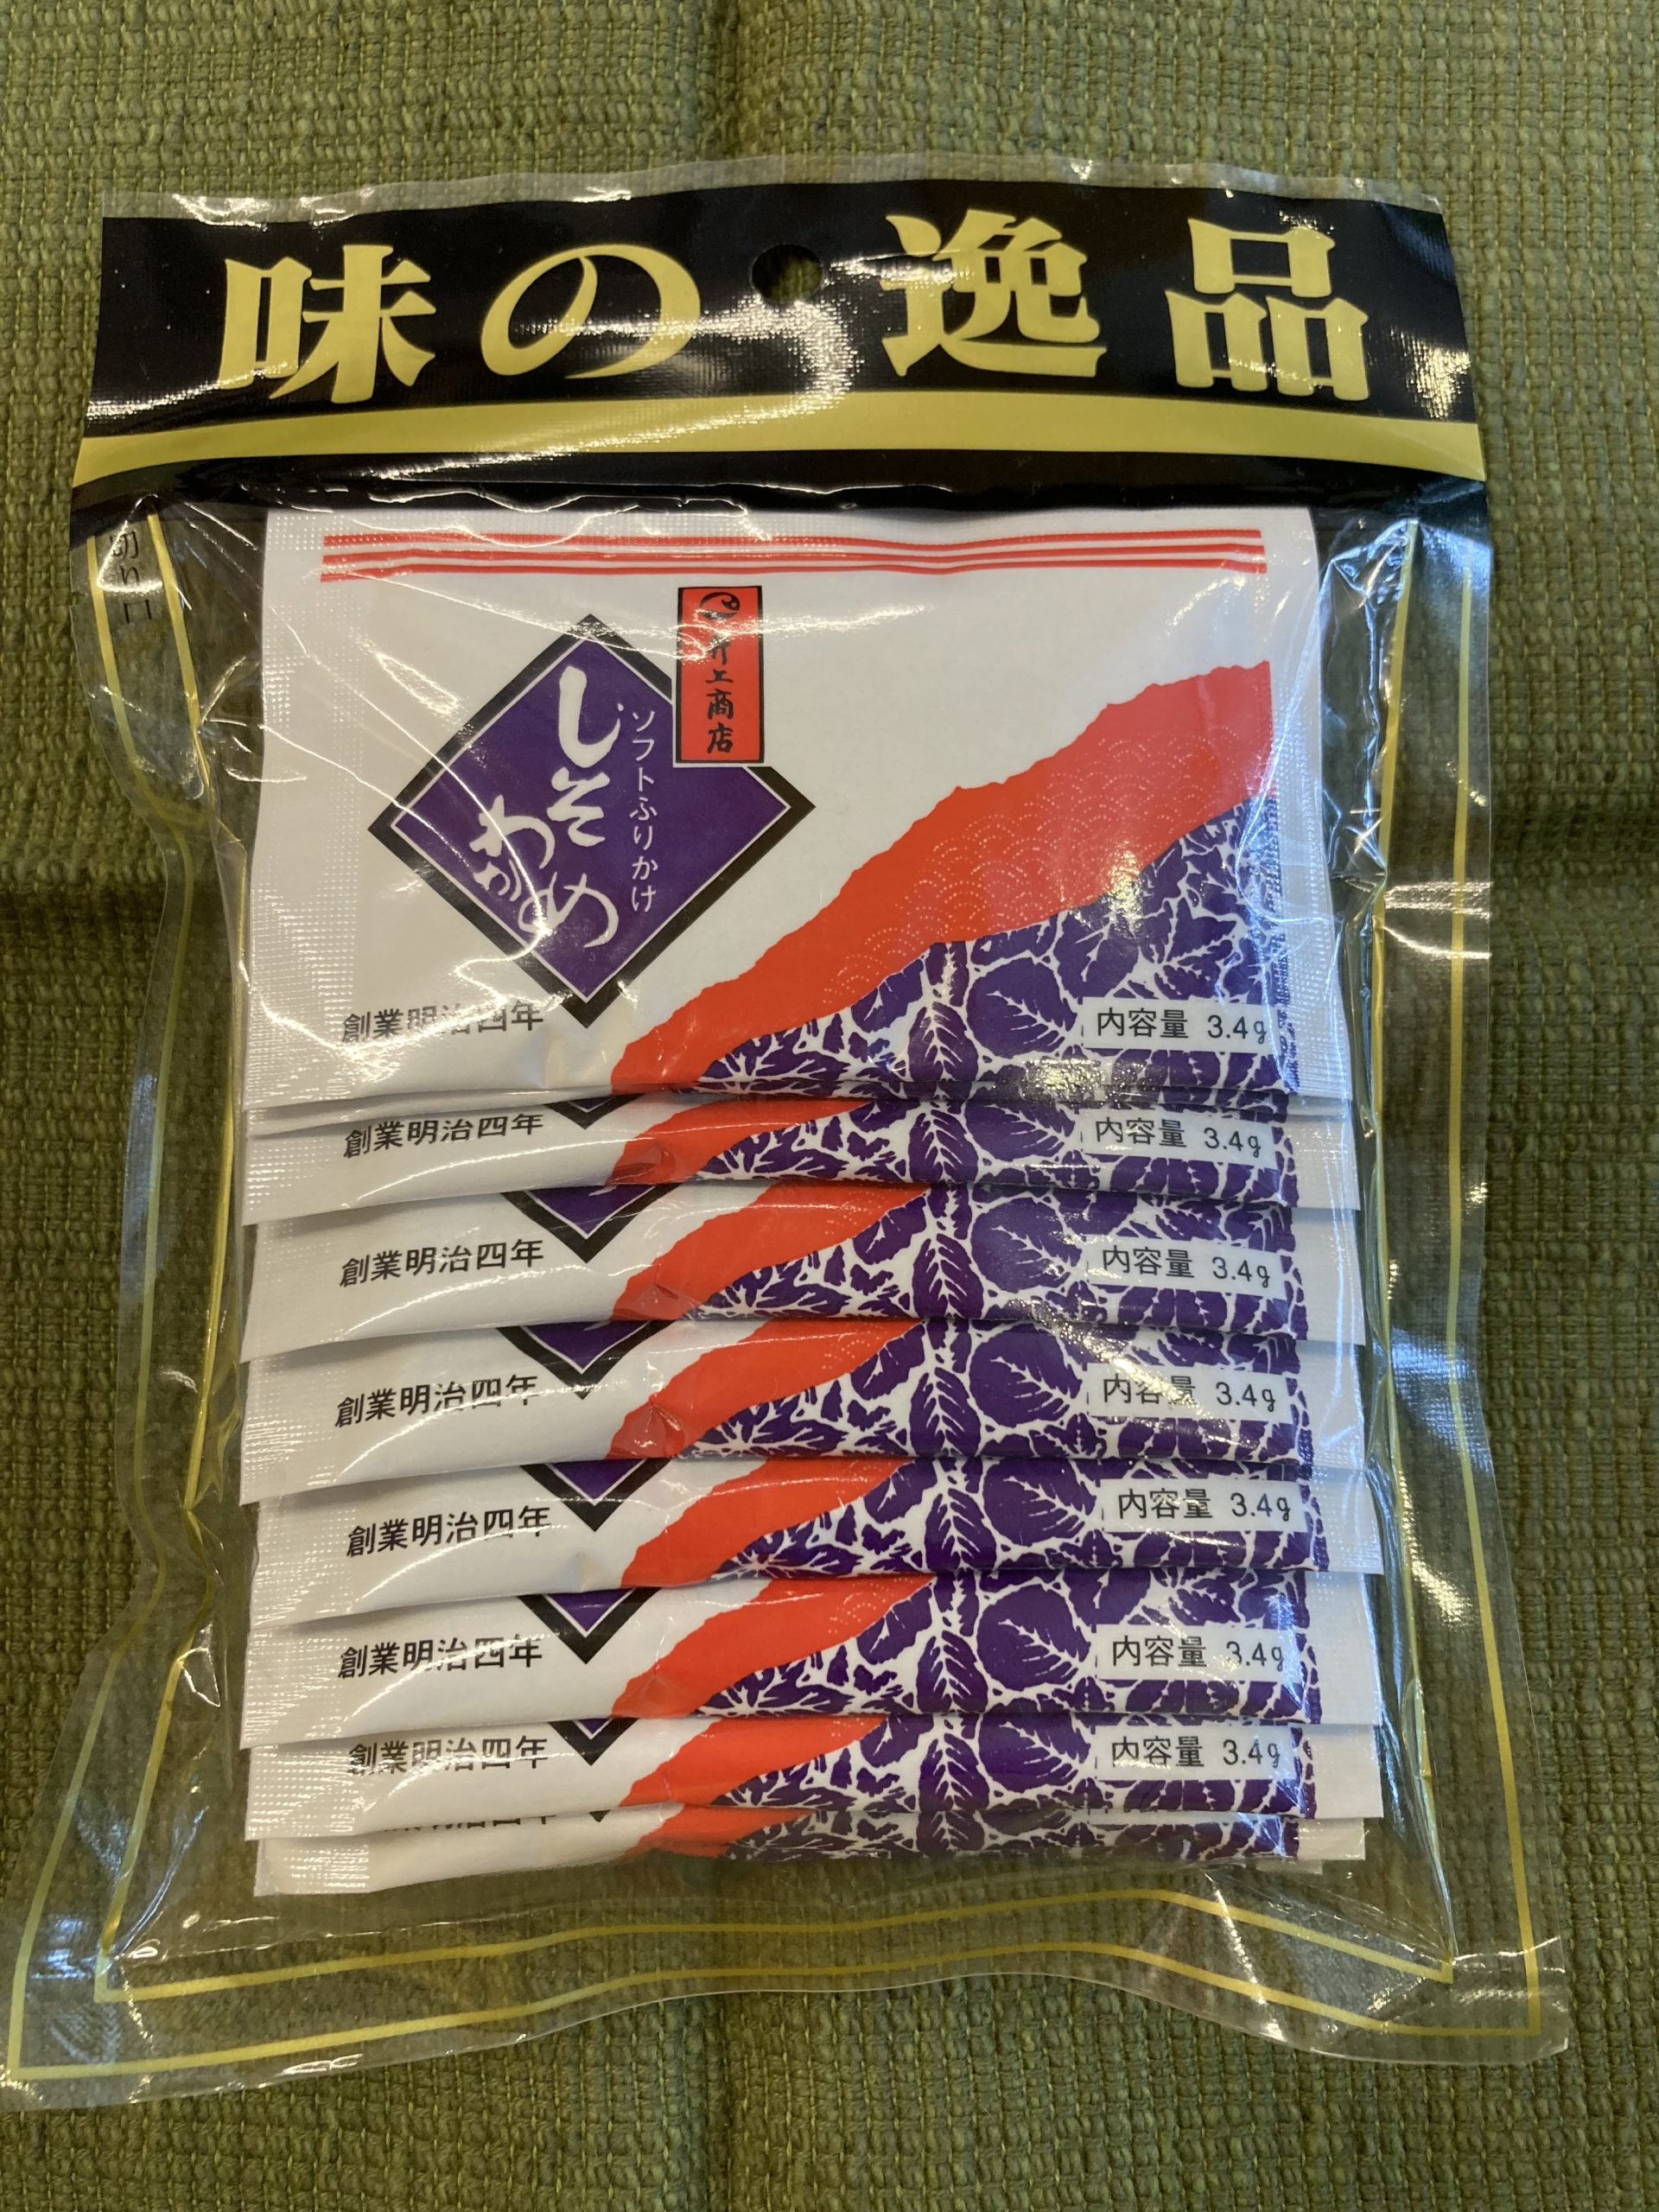 味の逸品
切り口
井上商店
ソフトふりかけ
しそわかめ
創業明治四年
内容量 3.4g
創業明治四年
内容量 3.4g
創業明治四年
内容量 3.4g
創業明治四年
内容量 3.4g
創業明治四年
内容量 3.4g
創業明治四年
内容量 3.4g
創業明治四年
内容量 3.4g